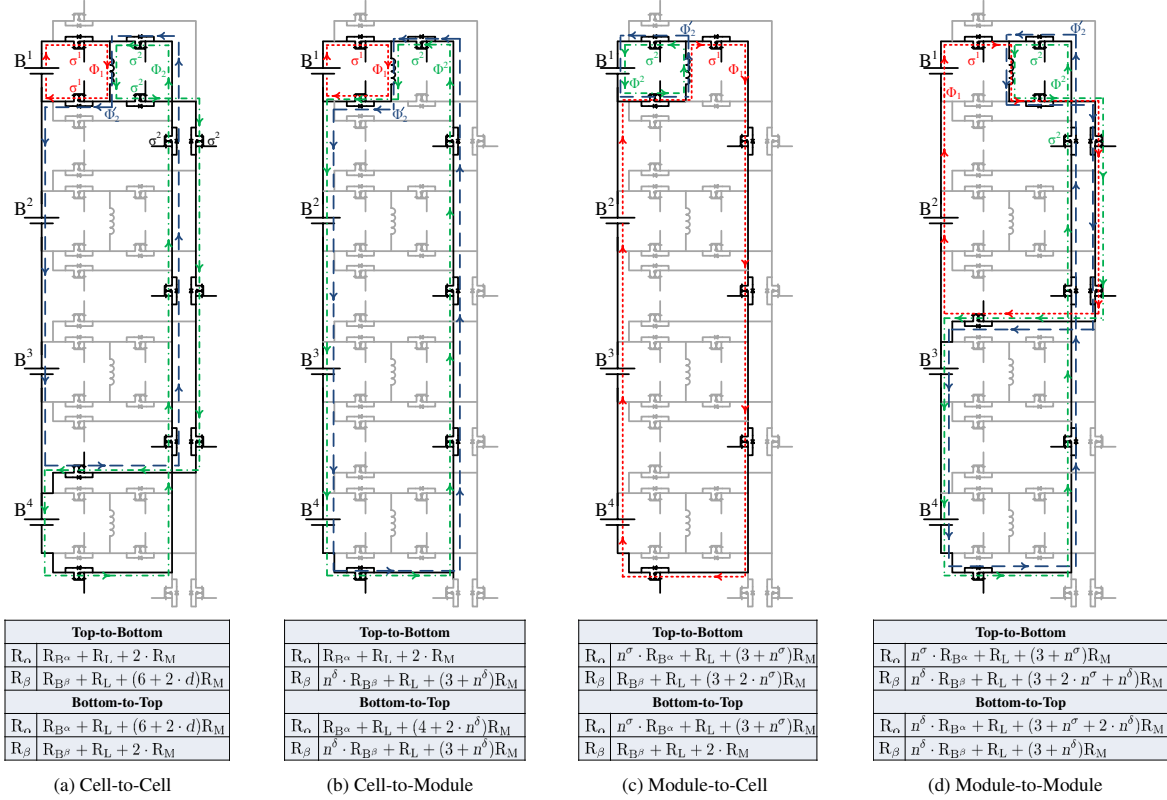 B¹ σ¹ Φ₁ σ¹ σ² Φ₂ σ² Φ′₂
σ² σ²
B²
B³
B⁴
B¹ σ¹ Φ₁ σ¹ σ² Φ² σ² Φ′₂
B²
B³
B⁴
Φ′₂
B¹ σ² Φ² σ² σ¹ Φ₁
B²
B³
B⁴
Φ′₂
B¹ σ¹ σ² Φ² σ²
Φ₁
σ²
B²
B³
B⁴
Top-to-Bottom
R_α R_{B^α} + R_L + 2 · R_M
R_β R_{B^β} + R_L + (6 + 2 · d)R_M
Bottom-to-Top
R_α R_{B^α} + R_L + (6 + 2 · d)R_M
R_β R_{B^β} + R_L + 2 · R_M
(a) Cell-to-Cell
Top-to-Bottom
R_α R_{B^α} + R_L + 2 · R_M
R_β n^δ · R_{B^β} + R_L + (3 + n^δ)R_M
Bottom-to-Top
R_α R_{B^α} + R_L + (4 + 2 · n^δ)R_M
R_β n^δ · R_{B^β} + R_L + (3 + n^δ)R_M
(b) Cell-to-Module
Top-to-Bottom
R_α n^σ · R_{B^α} + R_L + (3 + n^σ)R_M
R_β R_{B^β} + R_L + (3 + 2 · n^σ)R_M
Bottom-to-Top
R_α n^σ · R_{B^α} + R_L + (3 + n^σ)R_M
R_β R_{B^β} + R_L + 2 · R_M
(c) Module-to-Cell
Top-to-Bottom
R_α n^σ · R_{B^α} + R_L + (3 + n^σ)R_M
R_β n^δ · R_{B^β} + R_L + (3 + 2 · n^σ + n^δ)R_M
Bottom-to-Top
R_α n^δ · R_{B^α} + R_L + (3 + n^σ + 2 · n^δ)R_M
R_β n^δ · R_{B^β} + R_L + (3 + n^δ)R_M
(d) Module-to-Module